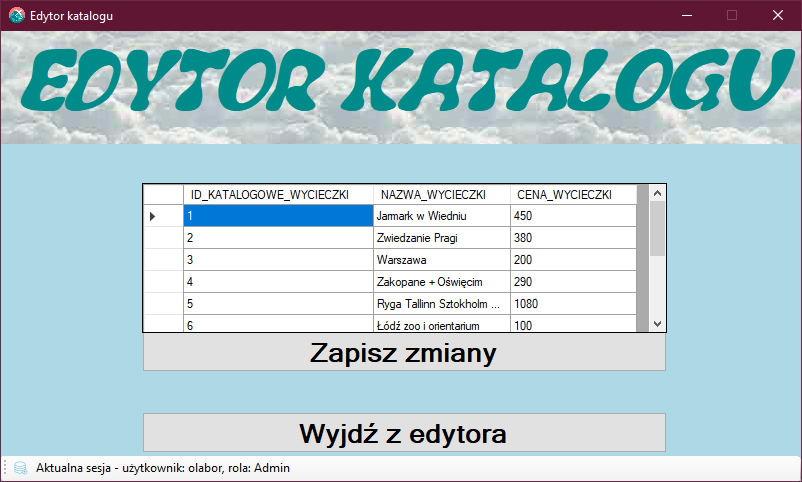 Edytor katalogu
EDYTOR KATALOGU
ID_KATALOGOWE_WYCIECZKI NAZWA_WYCIECZKI CENA_WYCIECZKI
1 Jarmark w Wiedniu 450
2 Zwiedzanie Pragi 380
3 Warszawa 200
4 Zakopane + Oświęcim 290
5 Ryga Tallinn Sztokholm ... 1080
6 Łódź zoo i orientarium 100
Zapisz zmiany
Wyjdź z edytora
Aktualna sesja - użytkownik: olabor, rola: Admin